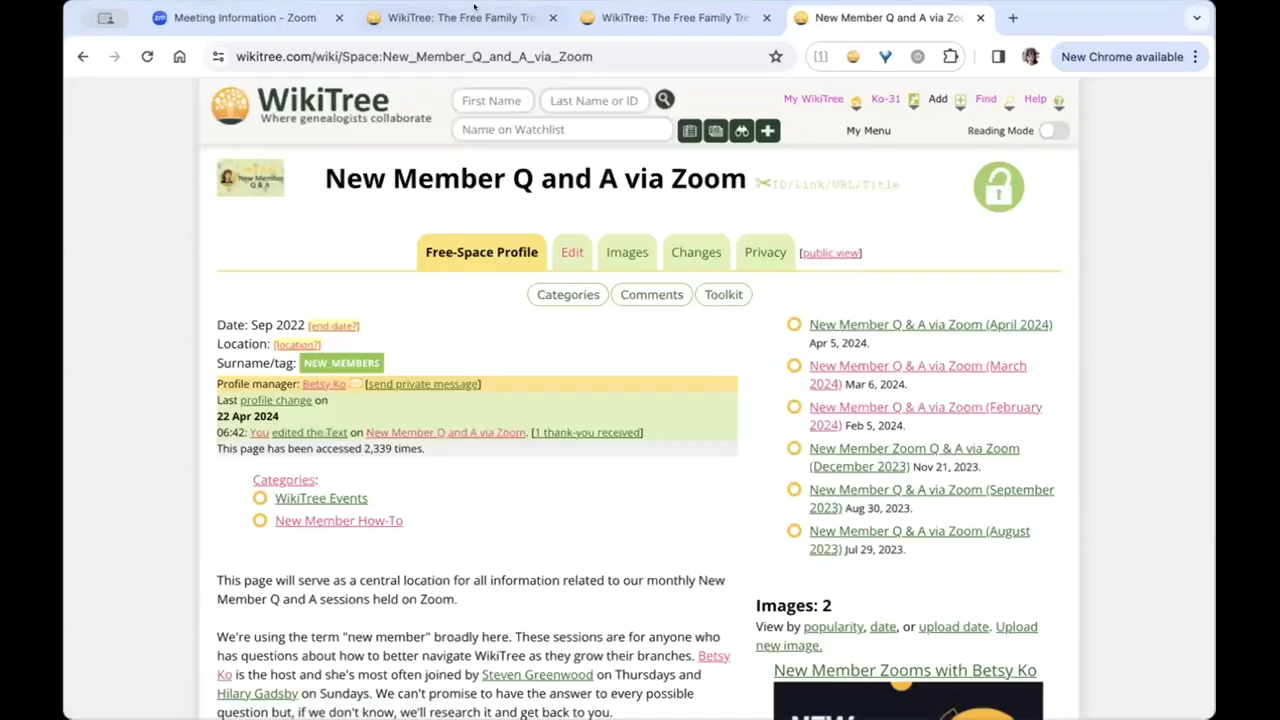 Meeting Information - Zoom
WikiTree: The Free Family Tre
WikiTree: The Free Family Tre
New Member Q and A via Zo
wikitree.com/wiki/Space:New_Member_Q_and_A_via_Zoom
New Chrome available
WikiTree
Where genealogists collaborate
First Name
Last Name or ID
Name on Watchlist
My WikiTree
Ko-31
Add
Find
Help
My Menu
Reading Mode
New Member
Q & A
New Member Q and A via Zoom
ID/Link/URL/Title
Free-Space Profile
Edit
Images
Changes
Privacy
[public view]
Categories
Comments
Toolkit
Date: Sep 2022 [end date?]
Location: [location?]
Surname/tag: NEW_MEMBERS
Profile manager: Betsy Ko [send private message]
Last profile change on
22 Apr 2024
06:42: You edited the Text on New Member Q and A via Zoom. [1 thank-you received]
This page has been accessed 2,339 times.
Categories:
WikiTree Events
New Member How-To
This page will serve as a central location for all information related to our monthly New
Member Q and A sessions held on Zoom.
We're using the term "new member" broadly here. These sessions are for anyone who
has questions about how to better navigate WikiTree as they grow their branches. Betsy
Ko is the host and she's most often joined by Steven Greenwood on Thursdays and
Hilary Gadsby on Sundays. We can't promise to have the answer to every possible
question but, if we don't know, we'll research it and get back to you.
New Member Q & A via Zoom (April 2024)
Apr 5, 2024.
New Member Q & A via Zoom (March
2024) Mar 6, 2024.
New Member Q & A via Zoom (February
2024) Feb 5, 2024.
New Member Zoom Q & A via Zoom
(December 2023) Nov 21, 2023.
New Member Q & A via Zoom (September
2023) Aug 30, 2023.
New Member Q & A via Zoom (August
2023) Jul 29, 2023.
Images: 2
View by popularity, date, or upload date. Upload
new image.
New Member Zooms with Betsy Ko
NEW